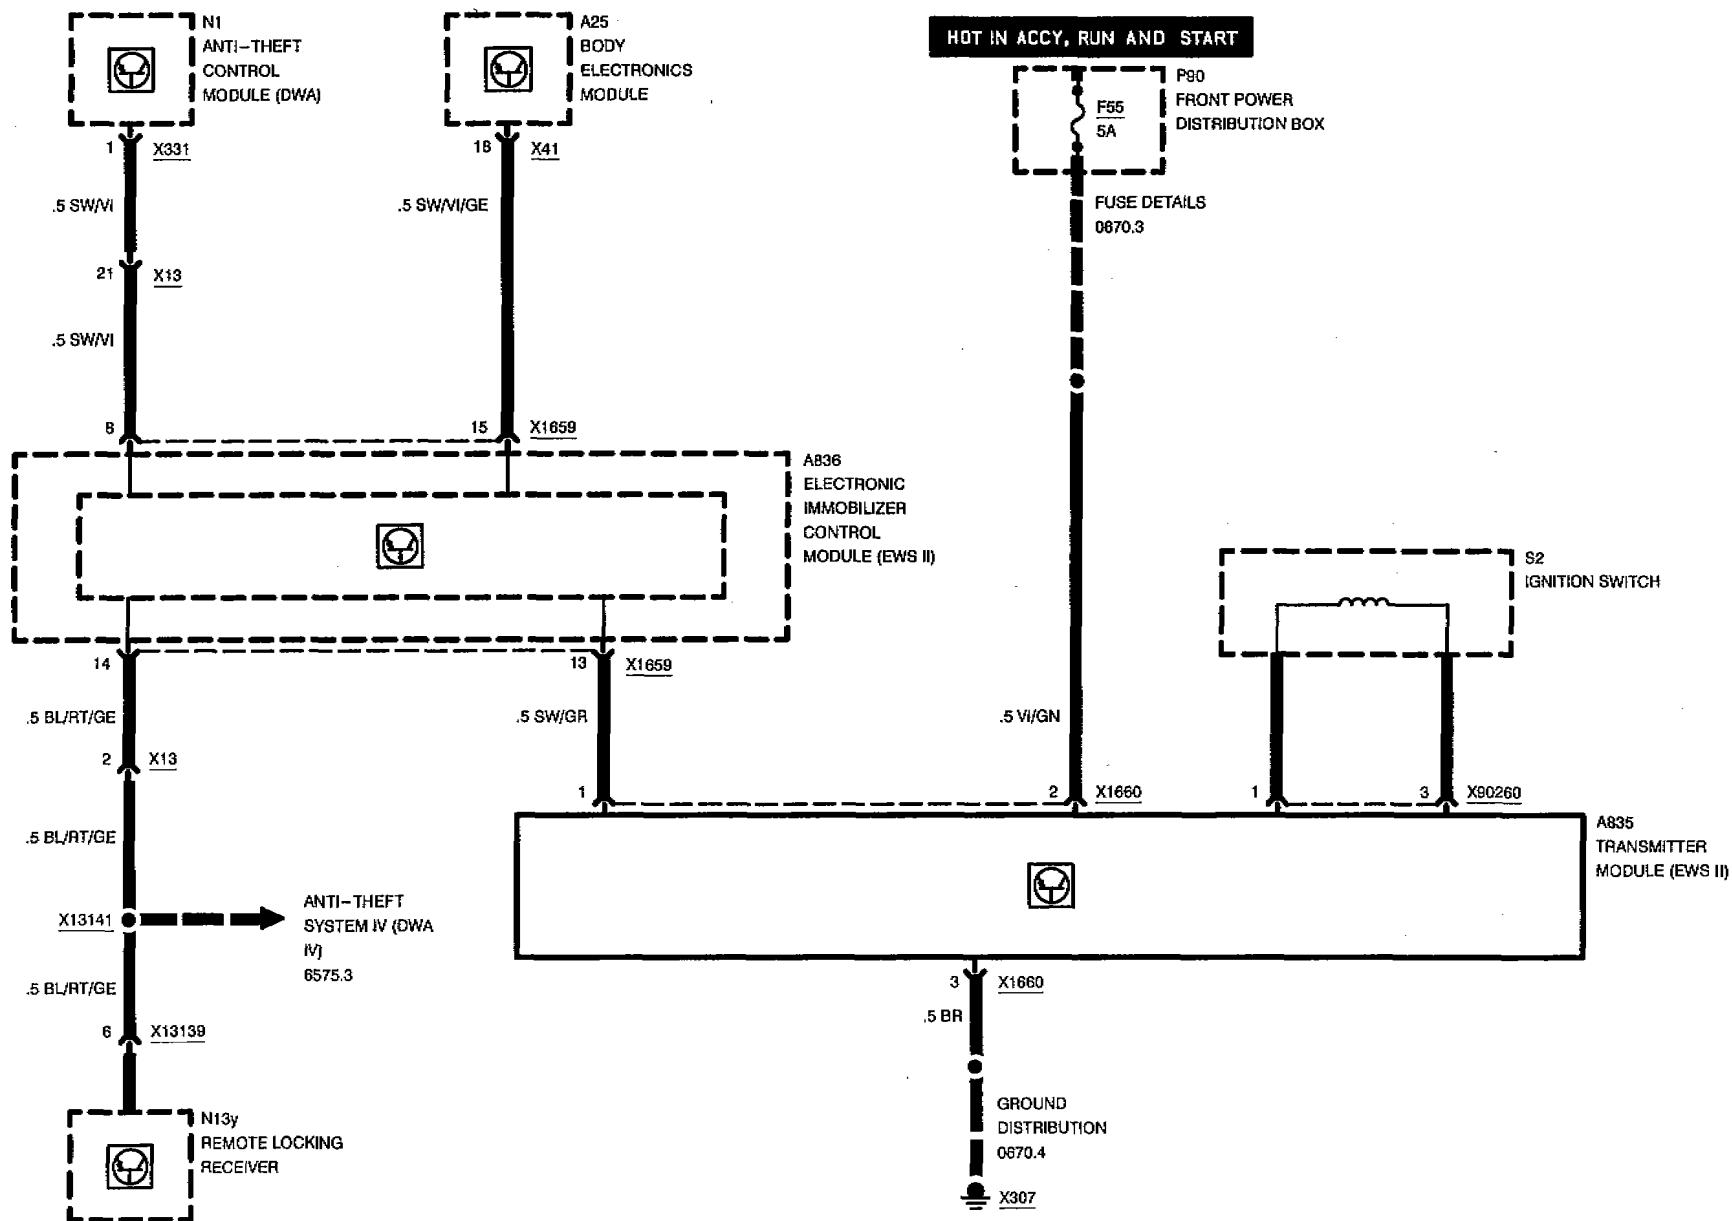 N1
ANTI-THEFT
CONTROL
MODULE (DWA)
A25
BODY
ELECTRONICS
MODULE
HOT IN ACCY, RUN AND START
P90
FRONT POWER
DISTRIBUTION BOX
F55
5A
1 X331
18 X41
.5 SW/VI
.5 SW/VI/GE
FUSE DETAILS
0670.3
21 X13
.5 SW/VI
8
15 X1659
A836
ELECTRONIC
IMMOBILIZER
CONTROL
MODULE (EWS II)
S2
IGNITION SWITCH
14
13 X1659
.5 BL/RT/GE
.5 SW/GR
.5 VI/GN
2 X13
1
2 X1660
1
3 X90260
.5 BL/RT/GE
A835
TRANSMITTER
MODULE (EWS II)
X13141
ANTI-THEFT
SYSTEM IV (DWA
IV)
6575.3
.5 BL/RT/GE
3 X1660
.5 BR
6 X13139
GROUND
DISTRIBUTION
0670.4
X307
N13y
REMOTE LOCKING
RECEIVER